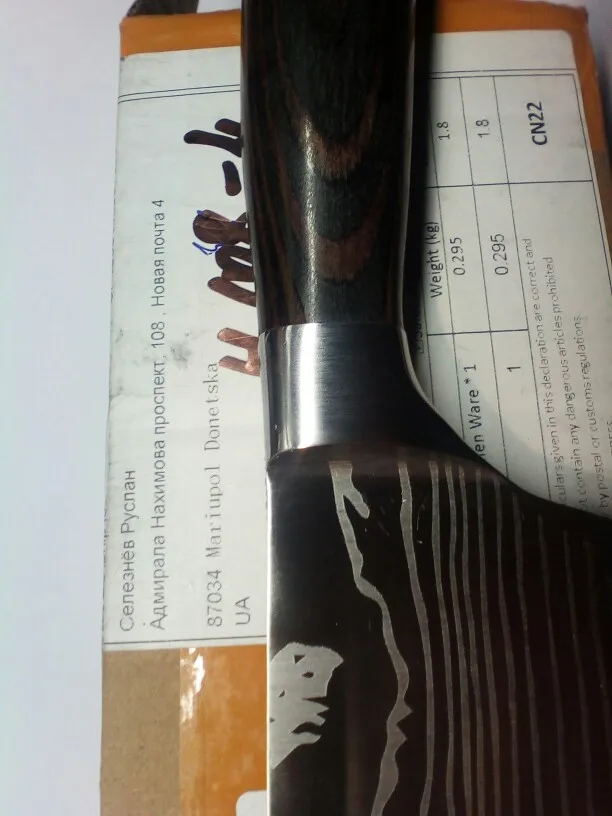 Селезнёв Руслан
Адмирала Нахимова проспект, 108 , Новая почта 4
87034 Mariupol Donetska
UA
Weight (kg)
1.8
0.295
1.8
Ware * 1
0.295
1
CN22
given in this declaration are correct and
contain any dangerous articles prohibited
by postal or customs regulations